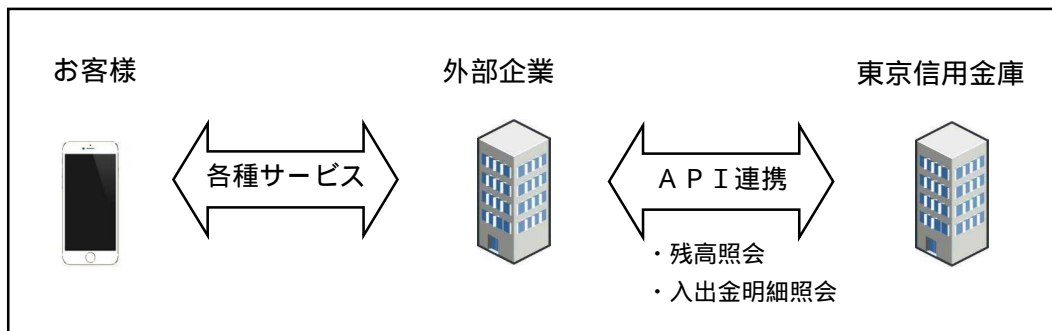 お客様
外部企業
東京信用金庫
各種サービス
ＡＰＩ連携
・残高照会
・入出金明細照会